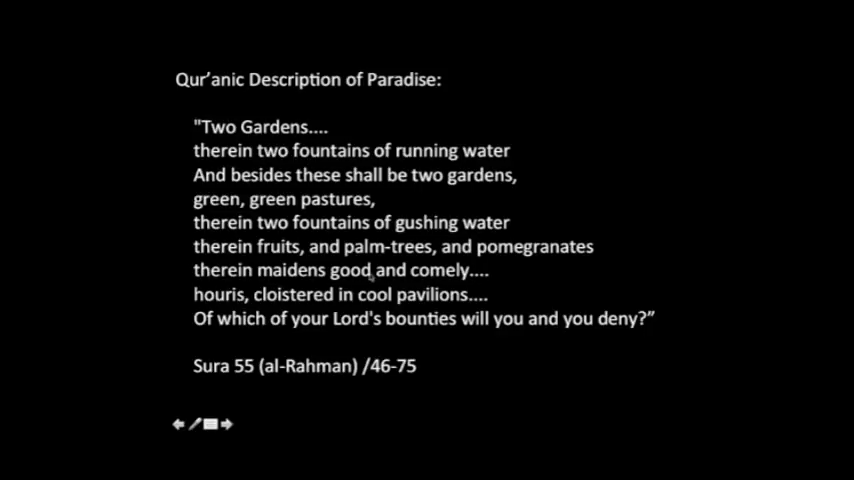 Qur’anic Description of Paradise:
"Two Gardens....
therein two fountains of running water
And besides these shall be two gardens,
green, green pastures,
therein two fountains of gushing water
therein fruits, and palm-trees, and pomegranates
therein maidens good and comely....
houris, cloistered in cool pavilions....
Of which of your Lord's bounties will you and you deny?”
Sura 55 (al-Rahman) /46-75